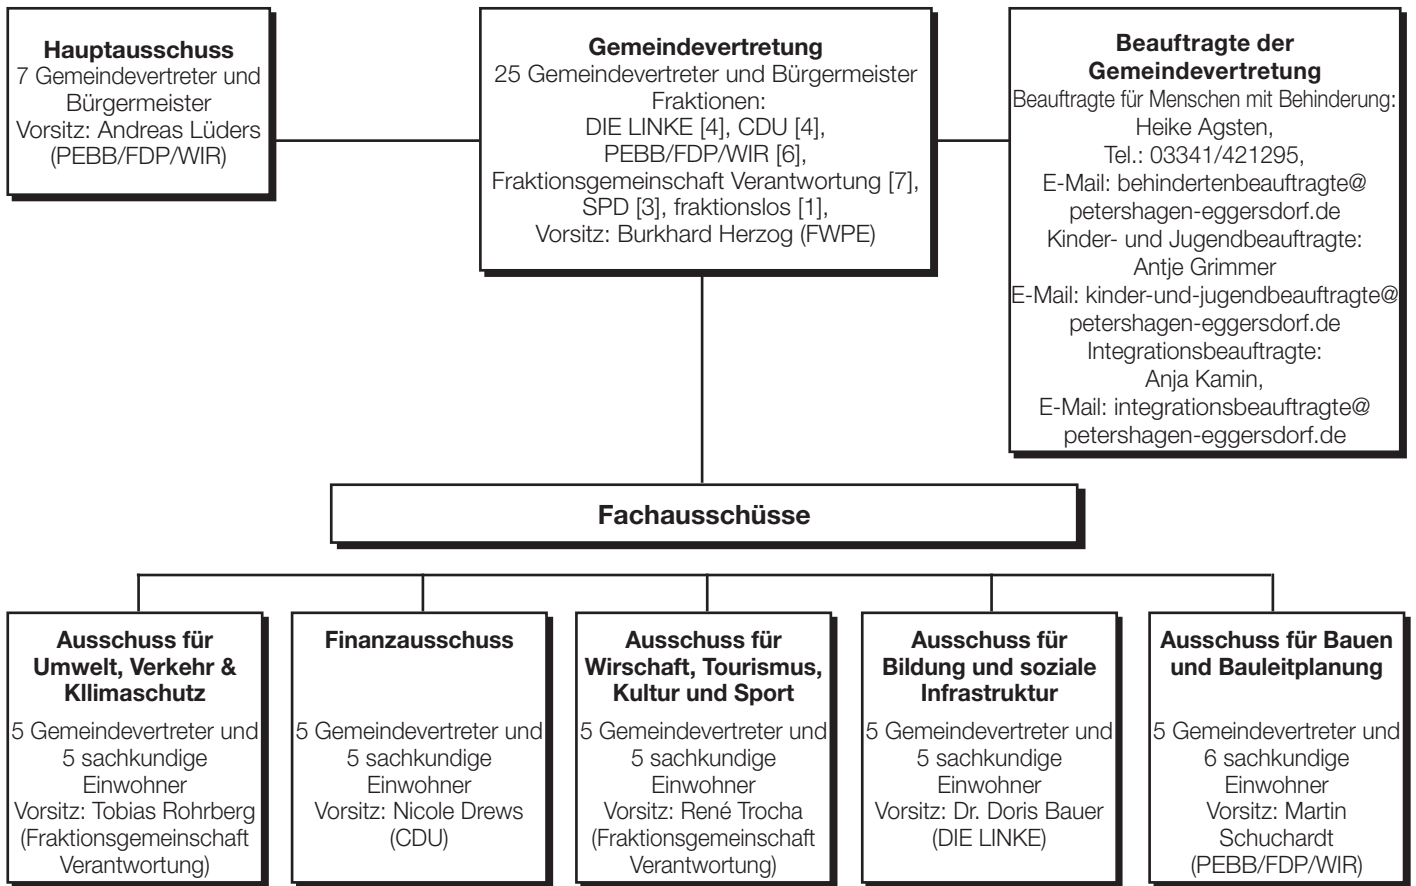 Hauptausschuss
7 Gemeindevertreter und
Bürgermeister
Vorsitz: Andreas Lüders
(PEBB/FDP/WIR)
Gemeindevertretung
25 Gemeindevertreter und Bürgermeister
Fraktionen:
DIE LINKE [4], CDU [4],
PEBB/FDP/WIR [6],
Fraktionsgemeinschaft Verantwortung [7],
SPD [3], fraktionslos [1],
Vorsitz: Burkhard Herzog (FWPE)
Beauftragte der
Gemeindevertretung
Beauftragte für Menschen mit Behinderung:
Heike Agsten,
Tel.: 03341/421295,
E-Mail: behindertenbeauftragte@
petershagen-eggersdorf.de
Kinder- und Jugendbeauftragte:
Antje Grimmer
E-Mail: kinder-und-jugendbeauftragte@
petershagen-eggersdorf.de
Integrationsbeauftragte:
Anja Kamin,
E-Mail: integrationsbeauftragte@
petershagen-eggersdorf.de
Fachausschüsse
Ausschuss für
Umwelt, Verkehr &
Kllimaschutz
5 Gemeindevertreter und
5 sachkundige
Einwohner
Vorsitz: Tobias Rohrberg
(Fraktionsgemeinschaft
Verantwortung)
Finanzausschuss
5 Gemeindevertreter und
5 sachkundige
Einwohner
Vorsitz: Nicole Drews
(CDU)
Ausschuss für
Wirschaft, Tourismus,
Kultur und Sport
5 Gemeindevertreter und
5 sachkundige
Einwohner
Vorsitz: René Trocha
(Fraktionsgemeinschaft
Verantwortung)
Ausschuss für
Bildung und soziale
Infrastruktur
5 Gemeindevertreter und
5 sachkundige
Einwohner
Vorsitz: Dr. Doris Bauer
(DIE LINKE)
Ausschuss für Bauen
und Bauleitplanung
5 Gemeindevertreter und
6 sachkundige
Einwohner
Vorsitz: Martin
Schuchardt
(PEBB/FDP/WIR)